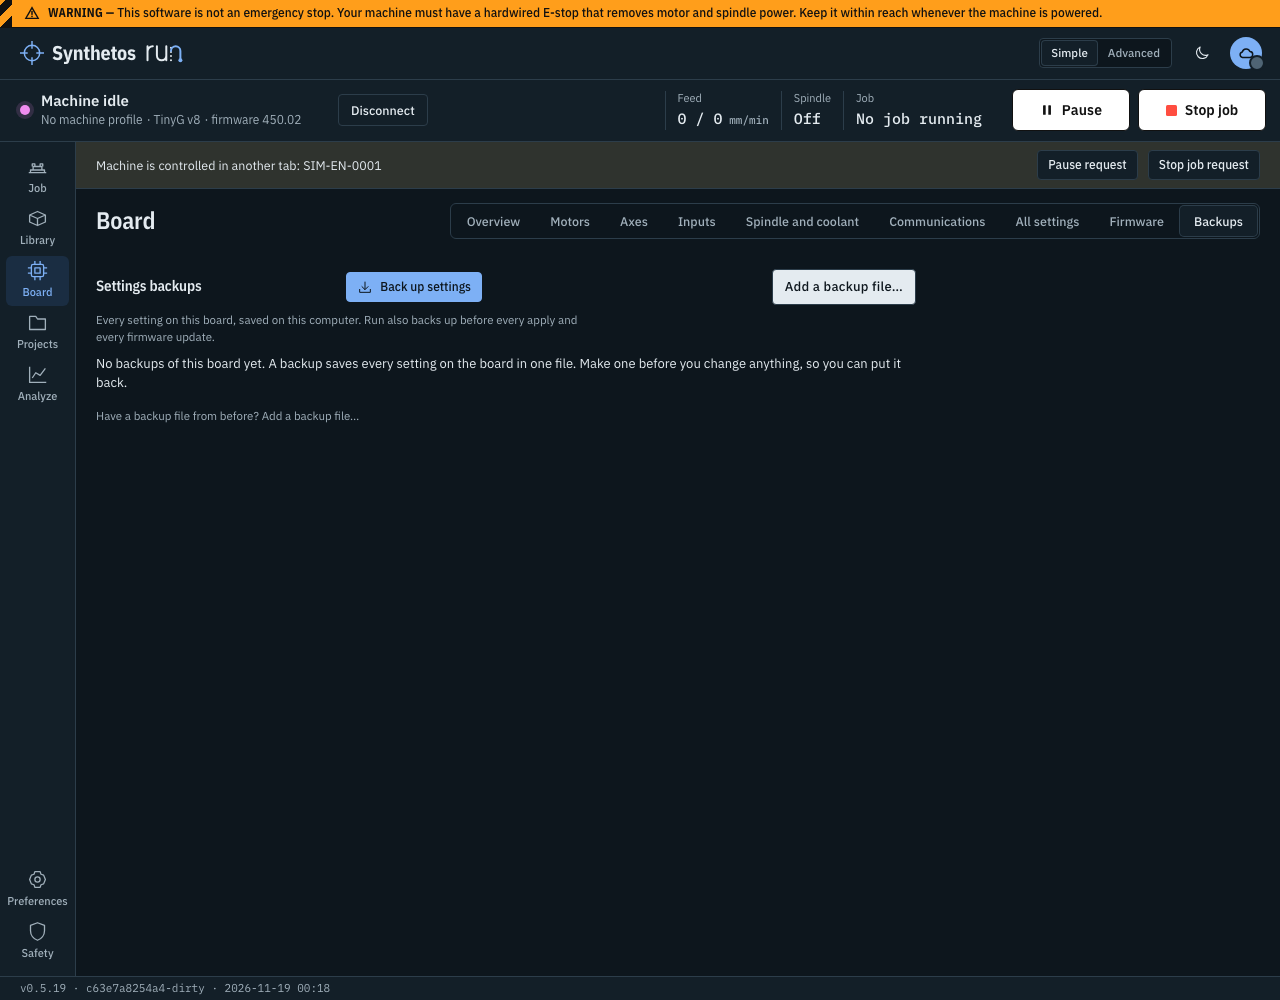 WARNING — This software is not an emergency stop. Your machine must have a hardwired E-stop that removes motor and spindle power. Keep it within reach whenever the machine is powered.
Synthetos run
Simple
Advanced
Machine idle
No machine profile · TinyG v8 · firmware 450.02
Disconnect
Feed
0 / 0 mm/min
Spindle
Off
Job
No job running
Pause
Stop job
Machine is controlled in another tab: SIM-EN-0001
Pause request
Stop job request
Job
Library
Board
Projects
Analyze
Preferences
Safety
Board
Overview
Motors
Axes
Inputs
Spindle and coolant
Communications
All settings
Firmware
Backups
Settings backups
Back up settings
Add a backup file...
Every setting on this board, saved on this computer. Run also backs up before every apply and
every firmware update.
No backups of this board yet. A backup saves every setting on the board in one file. Make one before you change anything, so you can put it
back.
Have a backup file from before? Add a backup file...
v0.5.19 · c63e7a8254a4-dirty · 2026-11-19 00:18